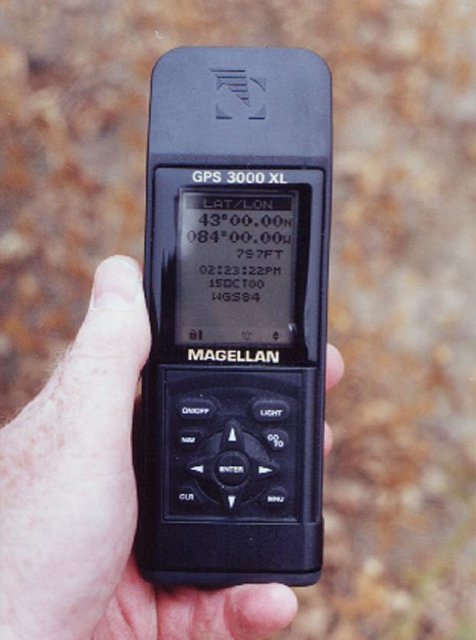 GPS 3000 XL
LAT/LON
43°00.00N
084°00.00W
797FT
02:23:22PM
15OCT00
WGS84
MAGELLAN
ON/OFF LIGHT
NAV GO TO
ENTER
CLR MNU